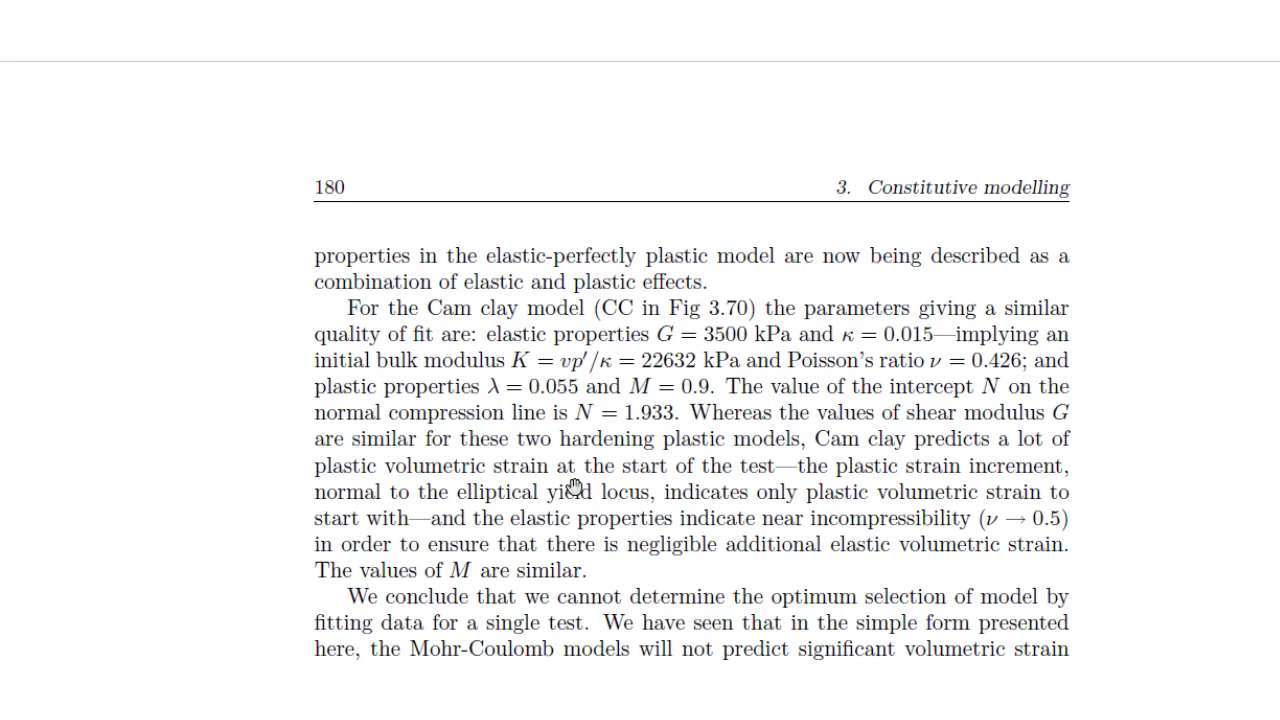 180 3. Constitutive modelling
properties in the elastic-perfectly plastic model are now being described as a
combination of elastic and plastic effects.
For the Cam clay model (CC in Fig 3.70) the parameters giving a similar
quality of fit are: elastic properties G = 3500 kPa and κ = 0.015—implying an
initial bulk modulus K = vp′/κ = 22632 kPa and Poisson's ratio ν = 0.426; and
plastic properties λ = 0.055 and M = 0.9. The value of the intercept N on the
normal compression line is N = 1.933. Whereas the values of shear modulus G
are similar for these two hardening plastic models, Cam clay predicts a lot of
plastic volumetric strain at the start of the test—the plastic strain increment,
normal to the elliptical yield locus, indicates only plastic volumetric strain to
start with—and the elastic properties indicate near incompressibility (ν → 0.5)
in order to ensure that there is negligible additional elastic volumetric strain.
The values of M are similar.
We conclude that we cannot determine the optimum selection of model by
fitting data for a single test. We have seen that in the simple form presented
here, the Mohr-Coulomb models will not predict significant volumetric strain